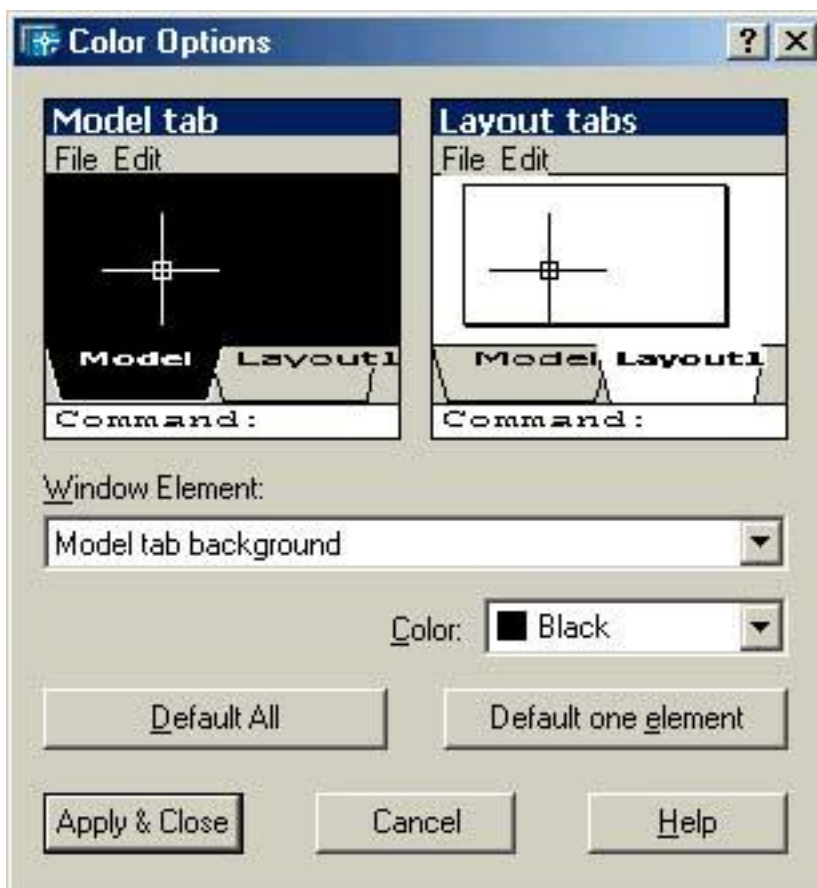 Color Options
Model tab
File Edit
Model Layout1
Command:
Layout tabs
File Edit
Model Layout1
Command:
Window Element:
Model tab background
Color: Black
Default All
Default one element
Apply & Close
Cancel
Help